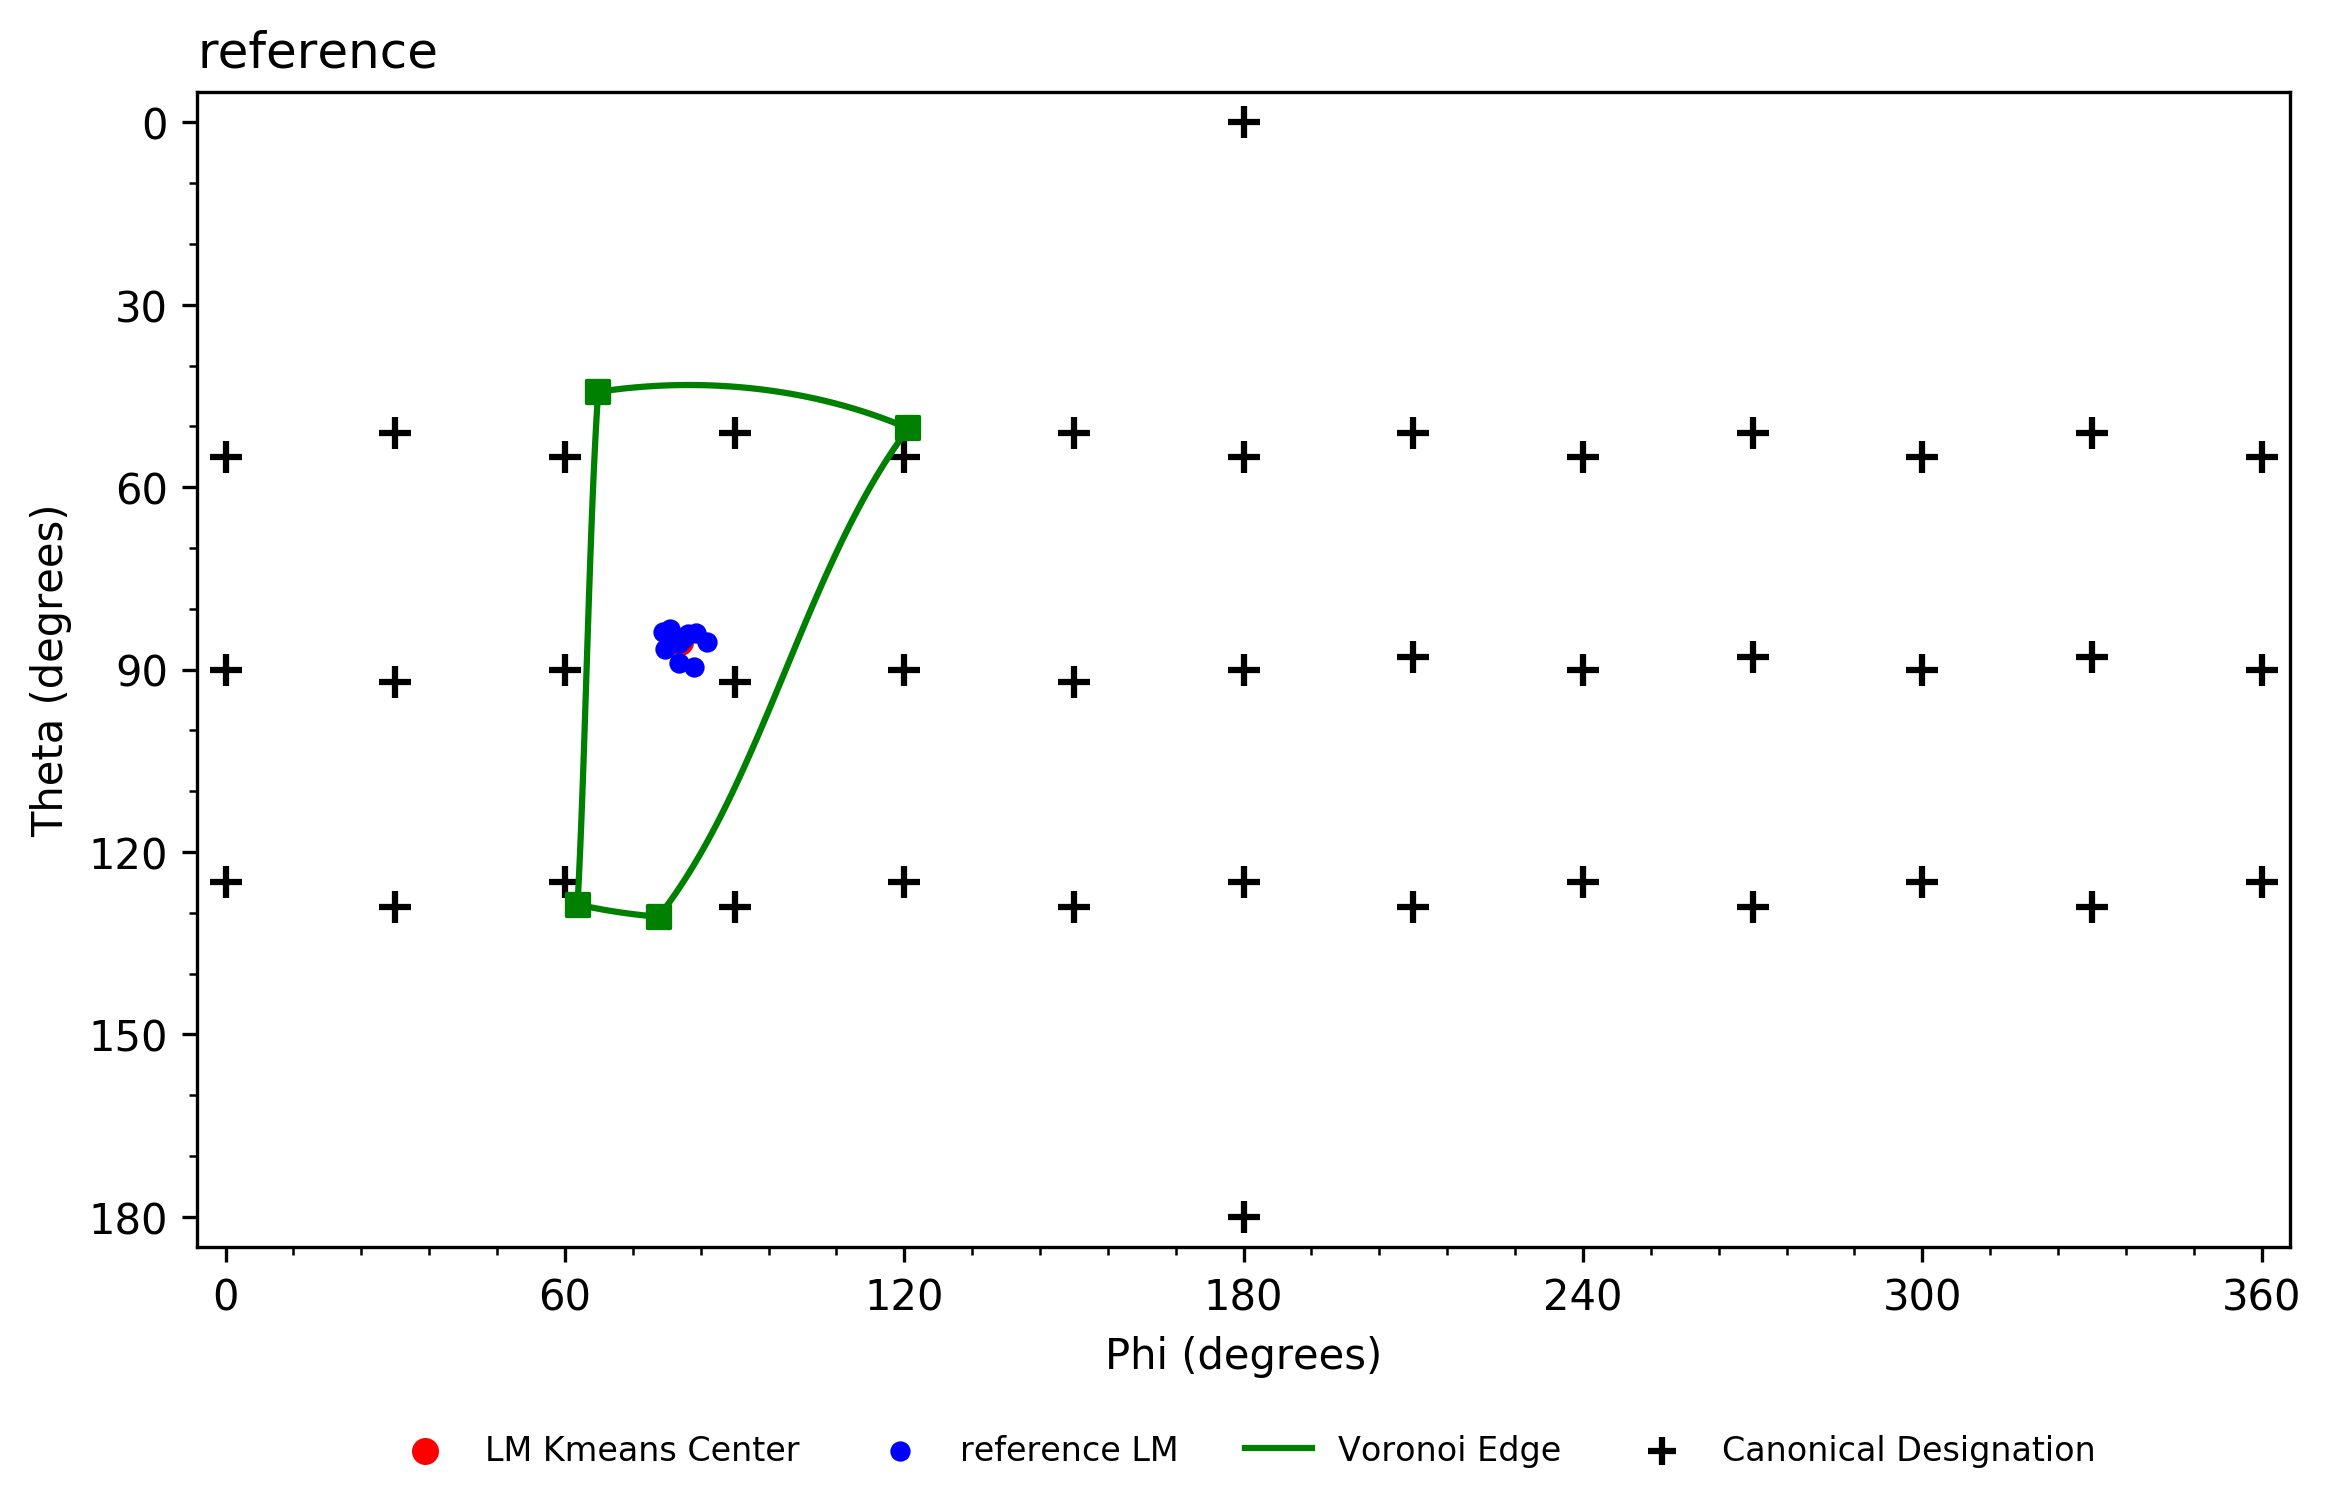 reference
0
30
60
90
120
150
180
Theta (degrees)
0 60 120 180 240 300 360
Phi (degrees)
LM Kmeans Center reference LM Voronoi Edge Canonical Designation